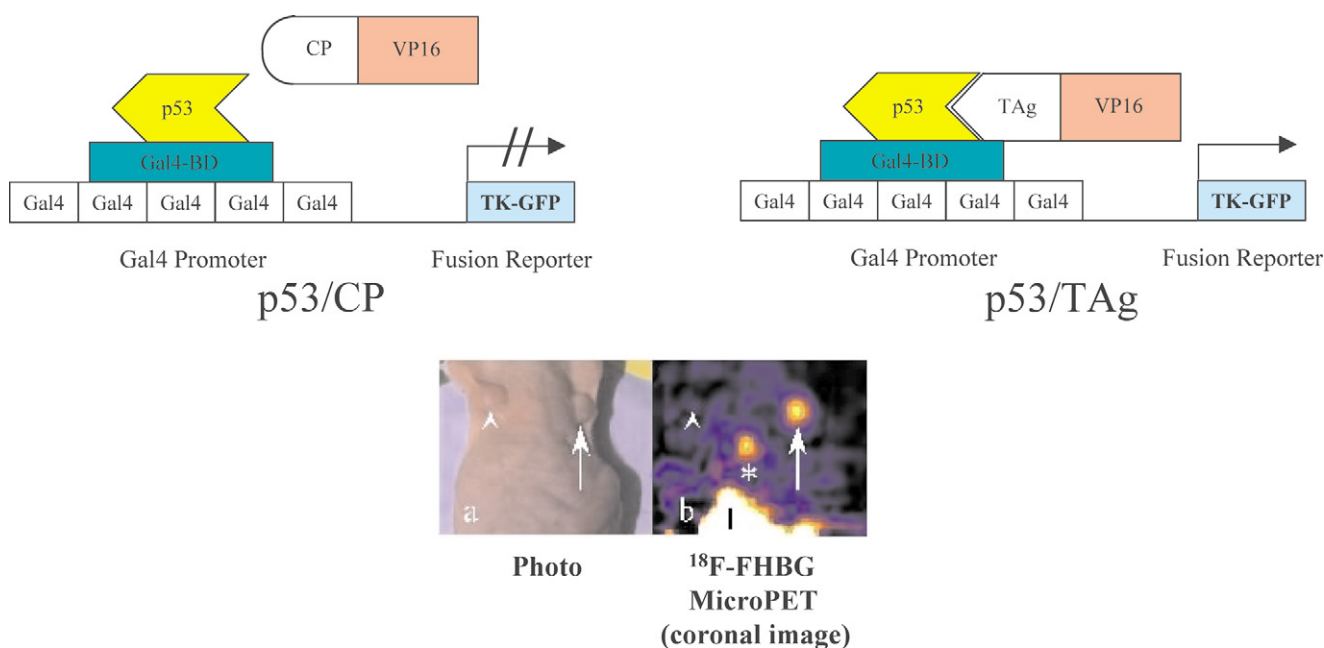 CP VP16
p53
Gal4-BD
Gal4 Gal4 Gal4 Gal4 Gal4 TK-GFP
Gal4 Promoter Fusion Reporter
p53/CP
p53 TAg VP16
Gal4-BD
Gal4 Gal4 Gal4 Gal4 Gal4 TK-GFP
Gal4 Promoter Fusion Reporter
p53/TAg
a
* 
b I
Photo
¹⁸F-FHBG
MicroPET
(coronal image)